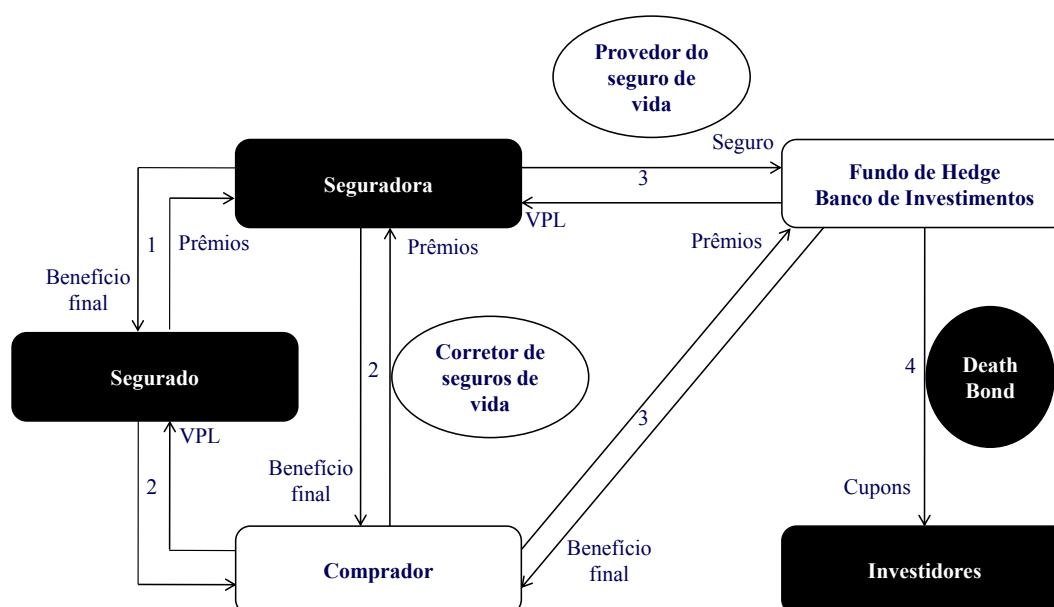 Provedor do
seguro de
vida
Seguro
Seguradora
3
Fundo de Hedge
Banco de Investimentos
VPL
1
Prêmios
Prêmios
Prêmios
Benefício
final
Segurado
2
Corretor de
seguros de
vida
4
Death
Bond
3
VPL
2
Benefício
final
Cupons
Comprador
Benefício
final
Investidores